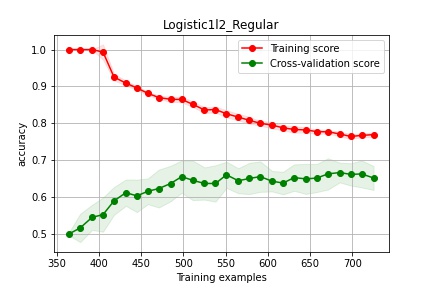 Logistic1l2_Regular
Training score
Cross-validation score
accuracy
1.0
0.9
0.8
0.7
0.6
0.5
350 400 450 500 550 600 650 700
Training examples